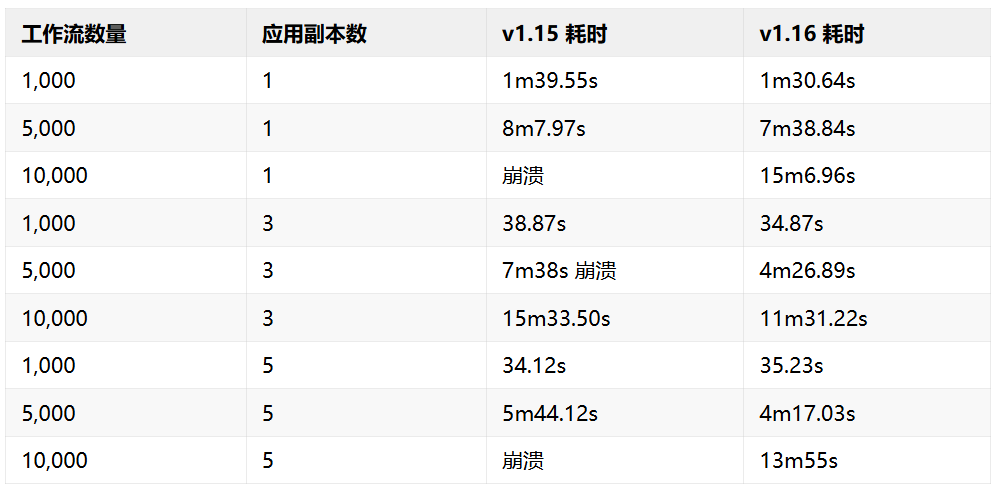 工作流数量 应用副本数 v1.15 耗时 v1.16 耗时
1,000 1 1m39.55s 1m30.64s
5,000 1 8m7.97s 7m38.84s
10,000 1 崩溃 15m6.96s
1,000 3 38.87s 34.87s
5,000 3 7m38s 崩溃 4m26.89s
10,000 3 15m33.50s 11m31.22s
1,000 5 34.12s 35.23s
5,000 5 5m44.12s 4m17.03s
10,000 5 崩溃 13m55s